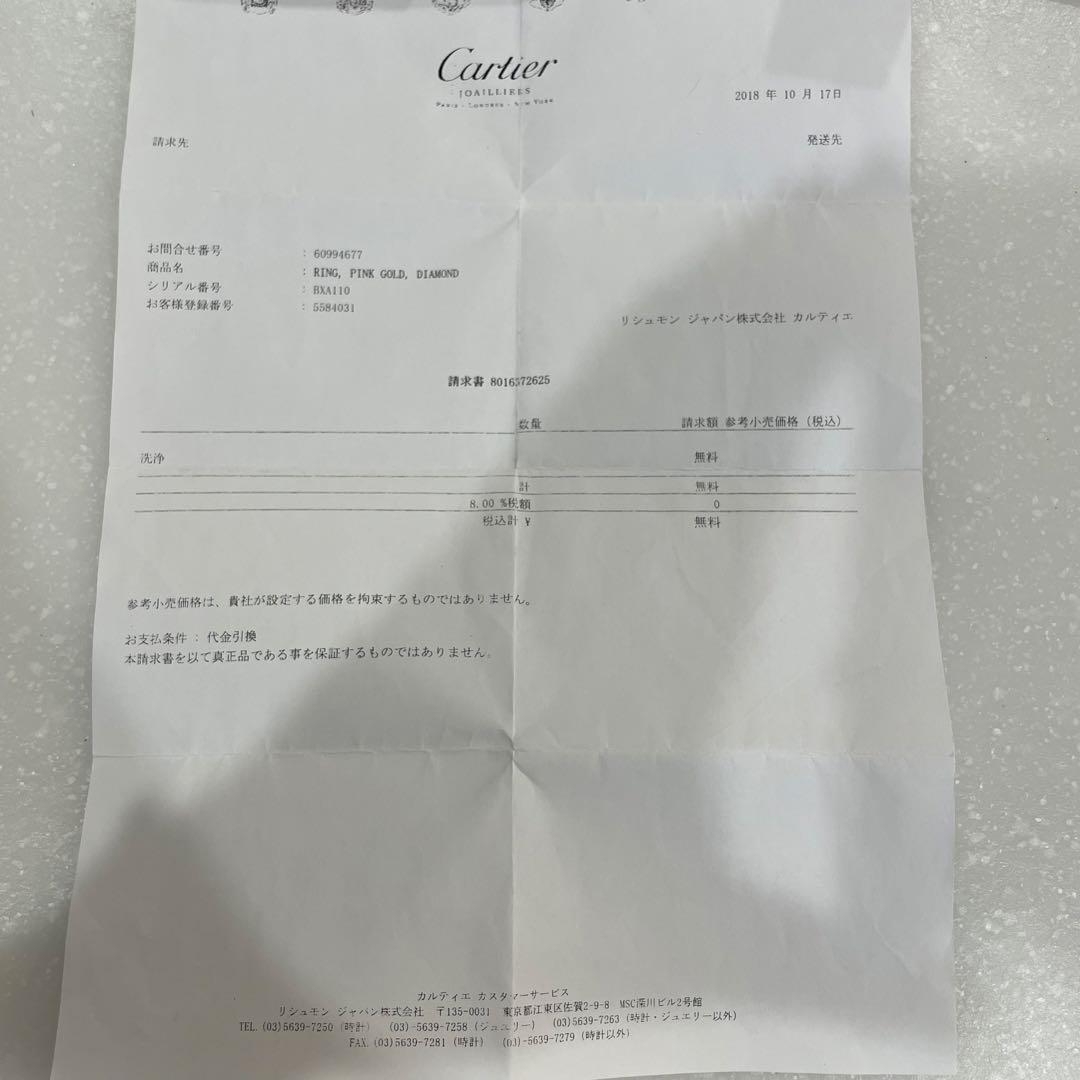 Cartier
JOAILLIRES
PARIS - LONDRES - NEW YORK
2018 年 10 月 17日
請求先
発送先
お問合せ番号 : 60994677
商品名 : RING, PINK GOLD, DIAMOND
シリアル番号 : BXA110
お客様登録番号 : 5584031
リシュモン ジャパン株式会社 カルティエ
請求書 8016372625
数量 請求額 参考小売価格 (税込)
洗浄 無料
計 無料
8.00 %税額 0
税込計 ¥ 無料
参考小売価格は、貴社が設定する価格を拘束するものではありません。
お支払条件 : 代金引換
本請求書を以て真正品である事を保証するものではありません。
カルティエ カスタマーサービス
リシュモン ジャパン株式会社 〒135-0031 東京都江東区佐賀2-9-8 MSC深川ビル2号館
TEL. (03)5639-7250 (時計) (03)-5639-7258 (ジュエリー) (03)5639-7263 (時計・ジュエリー以外)
FAX. (03)5639-7281 (時計) (03)-5639-7279 (時計以外)